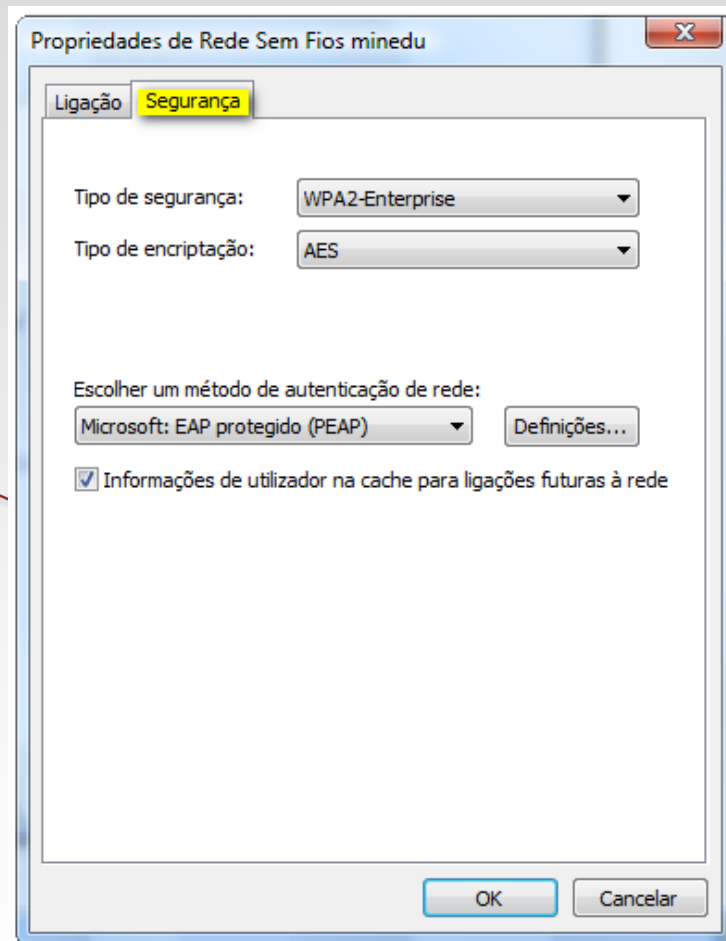 Propriedades de Rede Sem Fios minedu
Ligação Segurança
Tipo de segurança: WPA2-Enterprise
Tipo de encriptação: AES
Escolher um método de autenticação de rede:
Microsoft: EAP protegido (PEAP) Definições...
Informações de utilizador na cache para ligações futuras à rede
OK Cancelar